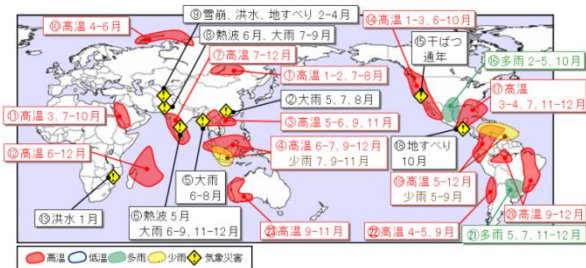 ⑨雪崩、洪水、地すべり 2-4月
⑩高温 4-6月
⑧熱波 6月、大雨 7-9月
⑦高温 7-12月
①高温 1-2、7-8月
②大雨 5、7、8月
③高温 5-6、9、11月
④高温 6-7、9-12月
少雨 7、9-11月
⑤大雨
6-8月
⑥熱波 5月
大雨 6-9、11-12月
⑪高温 3、7-10月
⑫高温 6-12月
⑬洪水 1月
⑭高温 1-3、6-10月
⑮干ばつ
通年
⑯多雨 2-5、10月
⑰高温
3-4、7、11-12月
⑱地すべり
10月
⑲高温 5-12月
少雨 5-9月
⑳高温 9-12月
㉑多雨 5、7、11-12月
㉒高温 4-5、9月
㉓高温 9-11月
高温 低温 多雨 少雨 気象災害